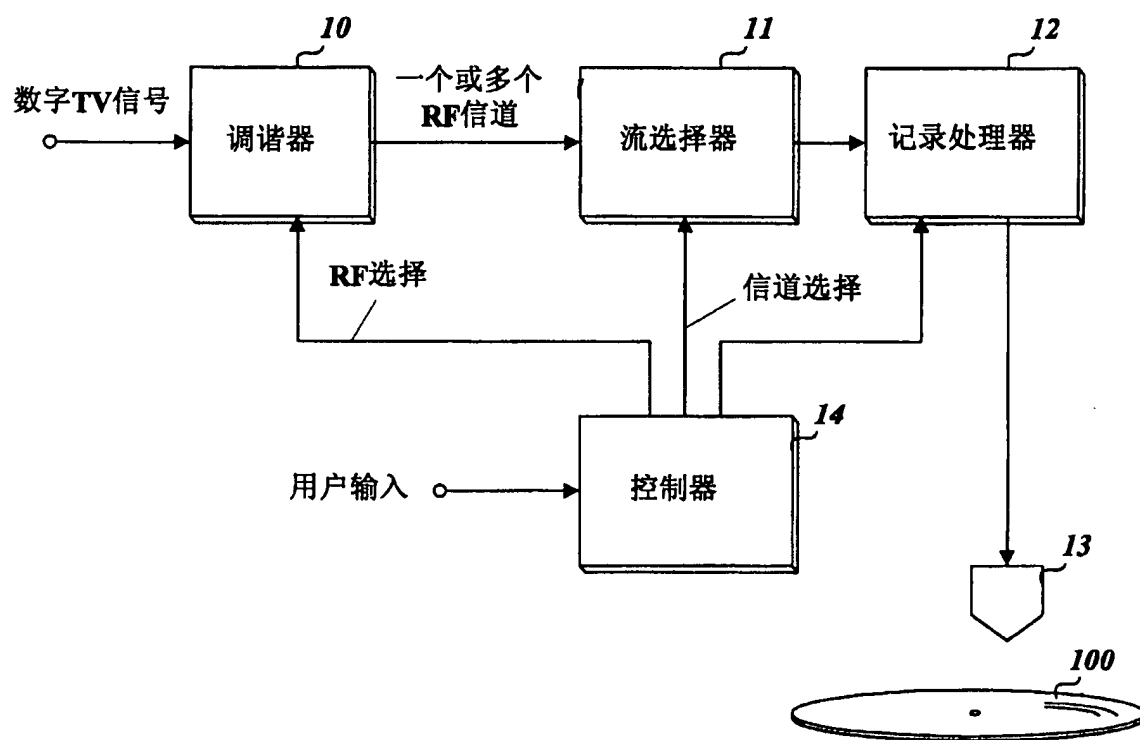 10
11
12
数字TV信号
一个或多个
RF信道
调谐器
流选择器
记录处理器
RF选择
信道选择
14
用户输入
控制器
13
100